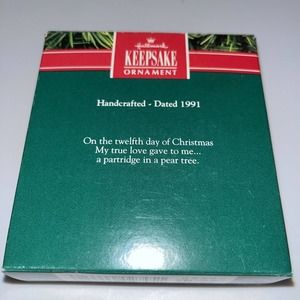 Hallmark
KEEPSAKE
ORNAMENT
Handcrafted - Dated 1991
On the twelfth day of Christmas
My true love gave to me...
a partridge in a pear tree.